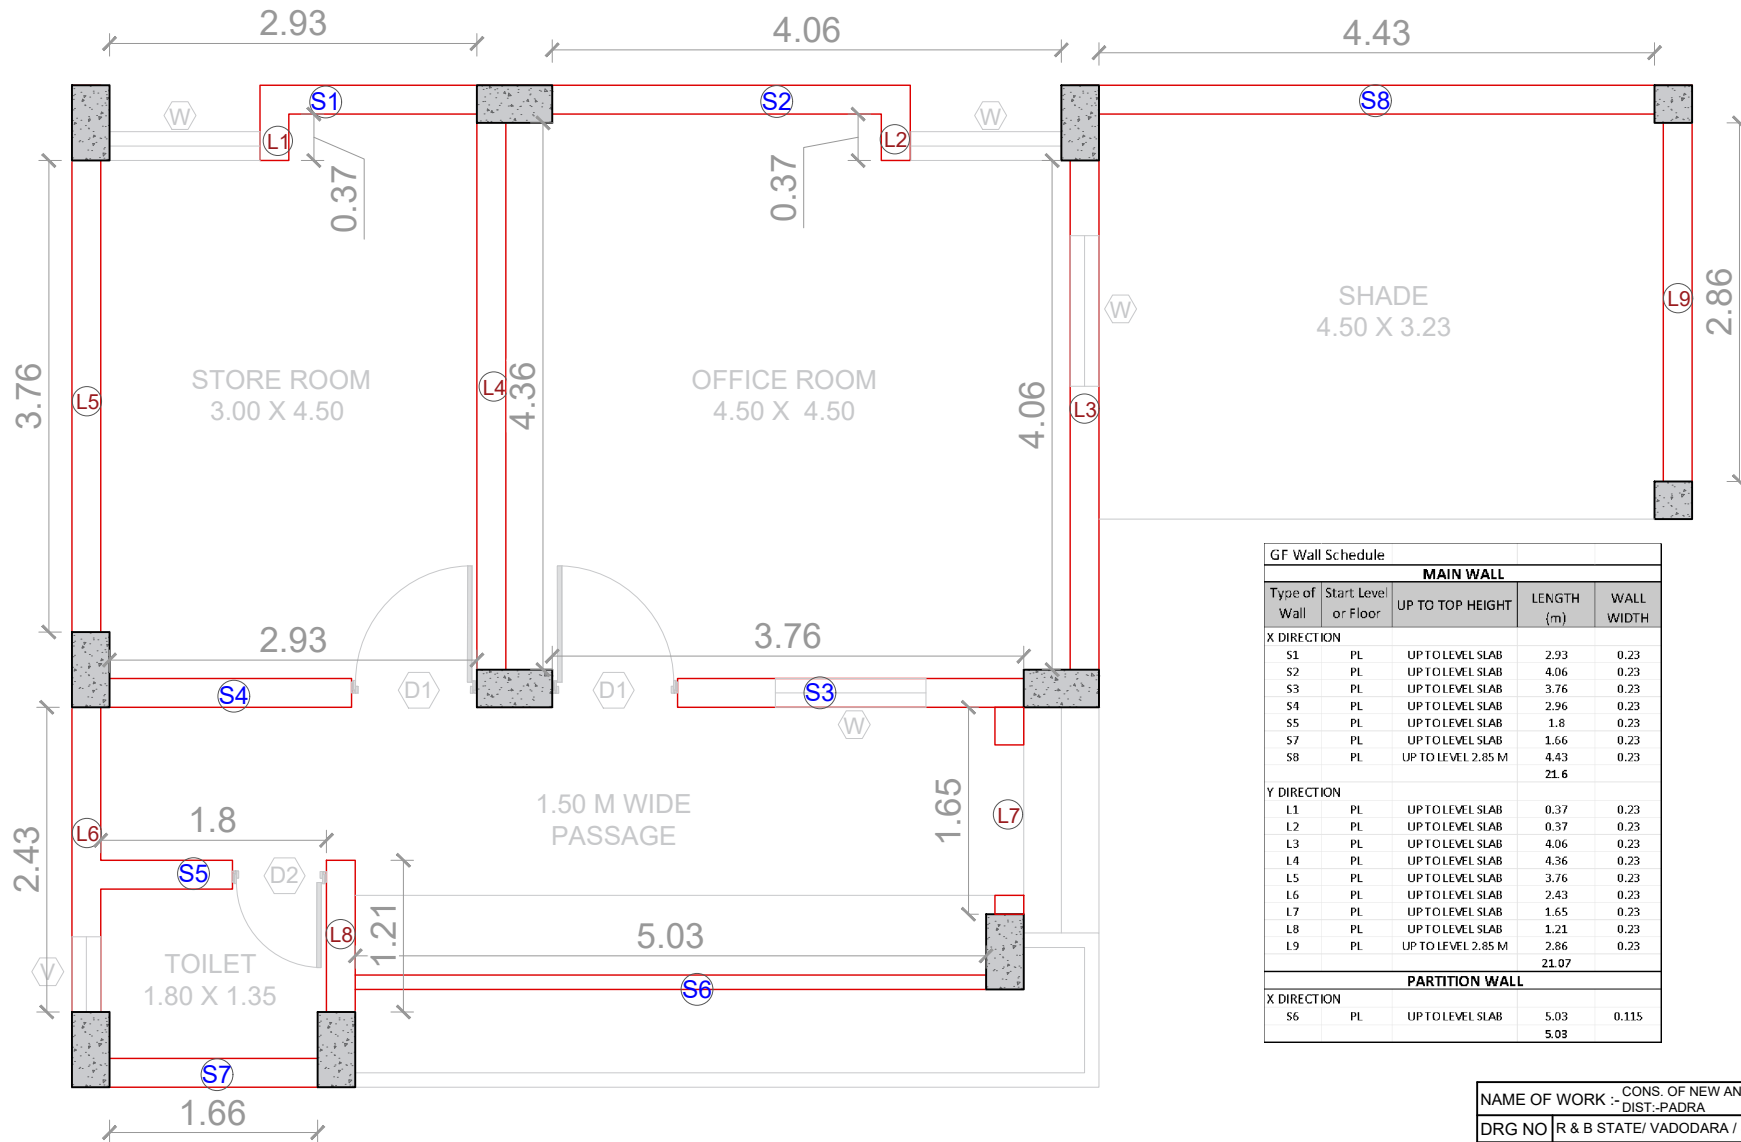 2.93
4.06
4.43
S1
S2
S8
W
W
L1
L2
0.37
0.37
3.76
L5
STORE ROOM
3.00 X 4.50
L4
4.36
OFFICE ROOM
4.50 X 4.50
4.06
L3
W
SHADE
4.50 X 3.23
L9
2.86
2.93
3.76
S4
D1
D1
S3
W
2.43
L6
1.8
S5
D2
1.50 M WIDE
PASSAGE
1.65
L7
L8
1.21
5.03
S6
V
TOILET
1.80 X 1.35
S7
1.66
GF Wall Schedule
MAIN WALL
Type of Wall Start Level or Floor UP TO TOP HEIGHT LENGTH (m) WALL WIDTH
X DIRECTION
S1 PL UP TO LEVEL SLAB 2.93 0.23
S2 PL UP TO LEVEL SLAB 4.06 0.23
S3 PL UP TO LEVEL SLAB 3.76 0.23
S4 PL UP TO LEVEL SLAB 2.96 0.23
S5 PL UP TO LEVEL SLAB 1.8 0.23
S7 PL UP TO LEVEL SLAB 1.66 0.23
S8 PL UP TO LEVEL 2.85 M 4.43 0.23
21.6
Y DIRECTION
L1 PL UP TO LEVEL SLAB 0.37 0.23
L2 PL UP TO LEVEL SLAB 0.37 0.23
L3 PL UP TO LEVEL SLAB 4.06 0.23
L4 PL UP TO LEVEL SLAB 4.36 0.23
L5 PL UP TO LEVEL SLAB 3.76 0.23
L6 PL UP TO LEVEL SLAB 2.43 0.23
L7 PL UP TO LEVEL SLAB 1.65 0.23
L8 PL UP TO LEVEL SLAB 1.21 0.23
L9 PL UP TO LEVEL 2.85 M 2.86 0.23
21.07
PARTITION WALL
X DIRECTION
S6 PL UP TO LEVEL SLAB 5.03 0.115
5.03
NAME OF WORK :- CONS. OF NEW AN
DIST:-PADRA
DRG NO R & B STATE/ VADODARA /